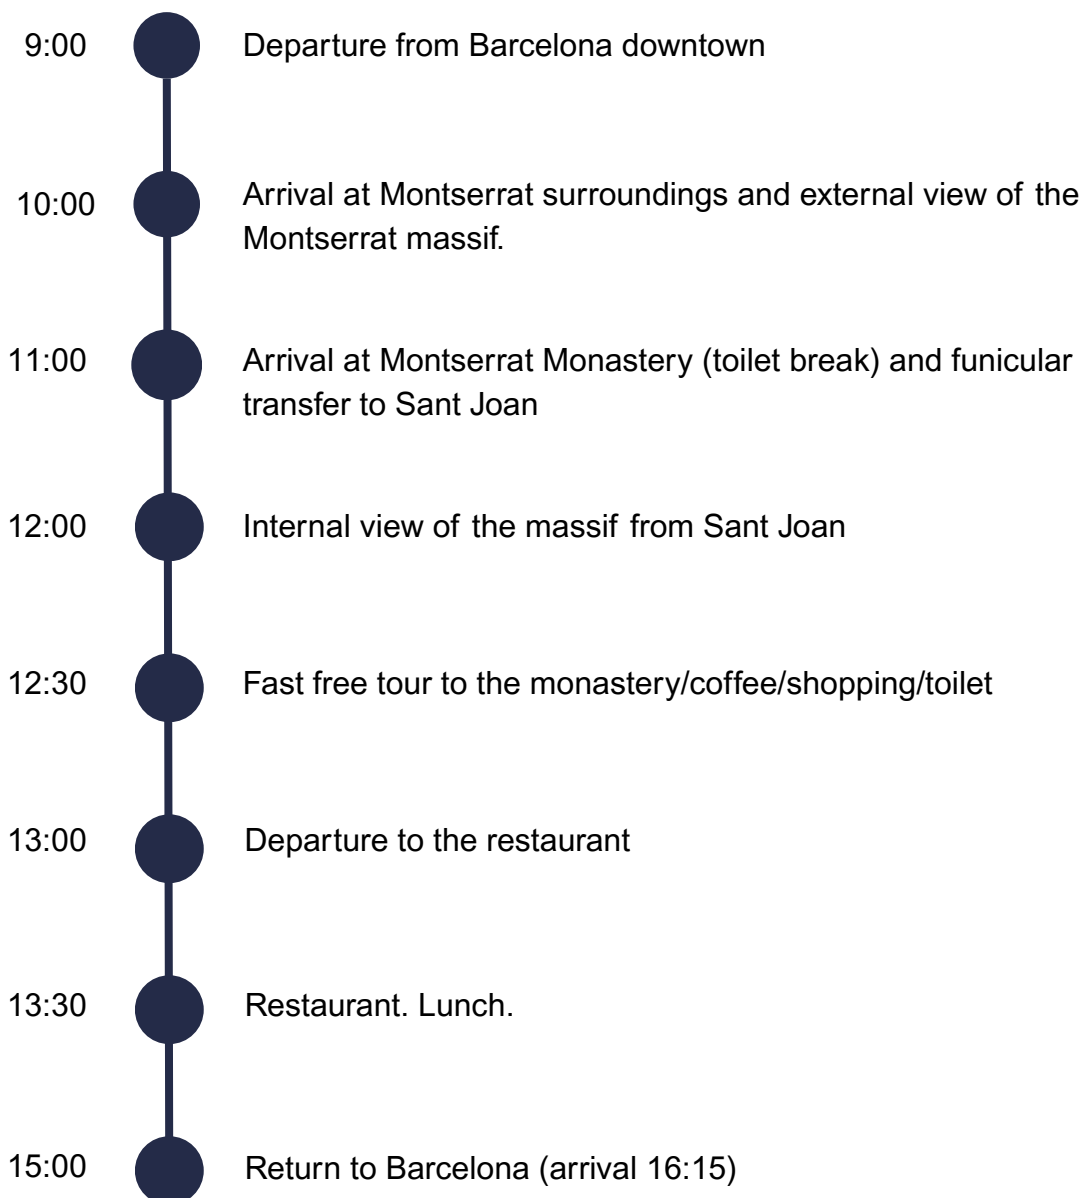 9:00 Departure from Barcelona downtown
10:00 Arrival at Montserrat surroundings and external view of the
Montserrat massif.
11:00 Arrival at Montserrat Monastery (toilet break) and funicular
transfer to Sant Joan
12:00 Internal view of the massif from Sant Joan
12:30 Fast free tour to the monastery/coffee/shopping/toilet
13:00 Departure to the restaurant
13:30 Restaurant. Lunch.
15:00 Return to Barcelona (arrival 16:15)